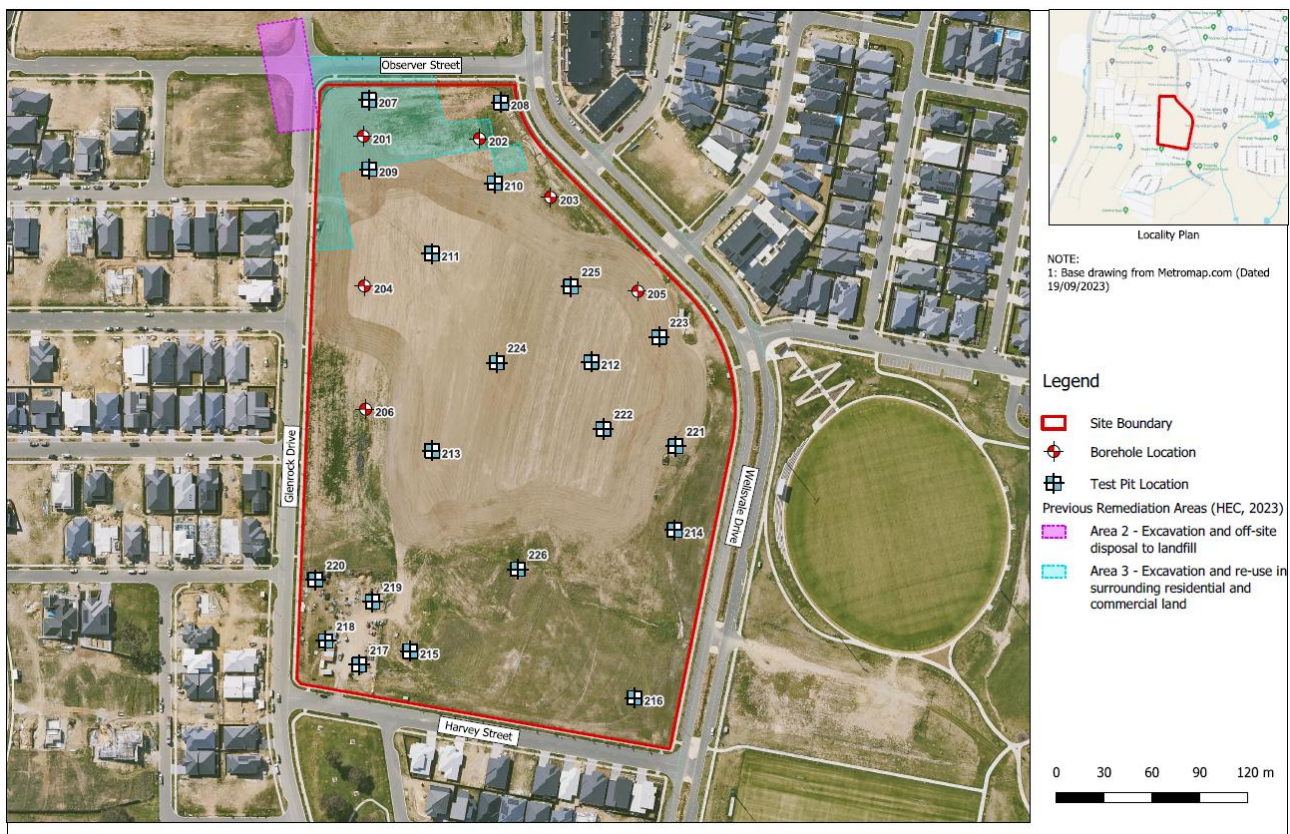 Observer Street
207
208
201
202
209
210
203
211
225
204
205
223
224
212
206
222
221
213
Glenrock Drive
Wellsvale Drive
214
226
220
219
218
217
215
216
Harvey Street
Locality Plan
NOTE:
1: Base drawing from Metromap.com (Dated
19/09/2023)
Legend
Site Boundary
Borehole Location
Test Pit Location
Previous Remediation Areas (HEC, 2023)
Area 2 - Excavation and off-site
disposal to landfill
Area 3 - Excavation and re-use in
surrounding residential and
commercial land
0 30 60 90 120 m